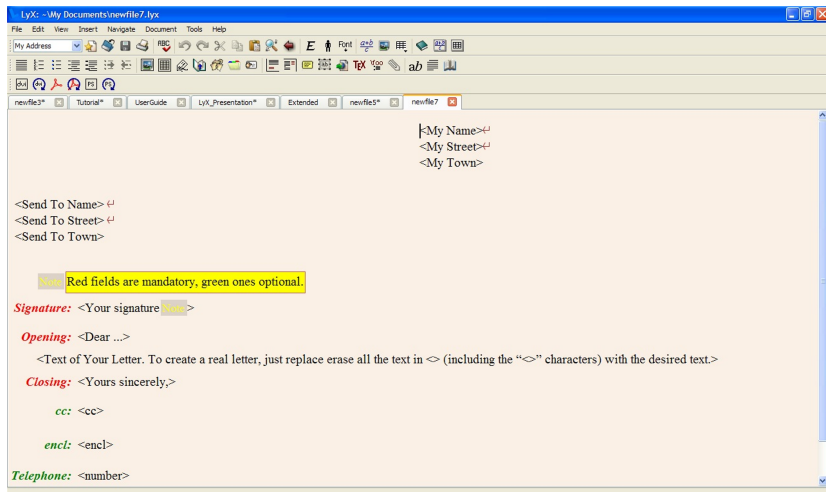 LyX: ~\My Documents\newfile7.lyx
File Edit View Insert Navigate Document Tools Help
My Address
newfile3* Tutorial* UserGuide LyX_Presentation* Extended newfile5* newfile7
<My Name>
<My Street>
<My Town>
<Send To Name>
<Send To Street>
<Send To Town>
Note Red fields are mandatory, green ones optional.
Signature: <Your signature Note>
Opening: <Dear ...>
<Text of Your Letter. To create a real letter, just replace erase all the text in <> (including the “<>” characters) with the desired text.>
Closing: <Yours sincerely,>
cc: <cc>
encl: <encl>
Telephone: <number>